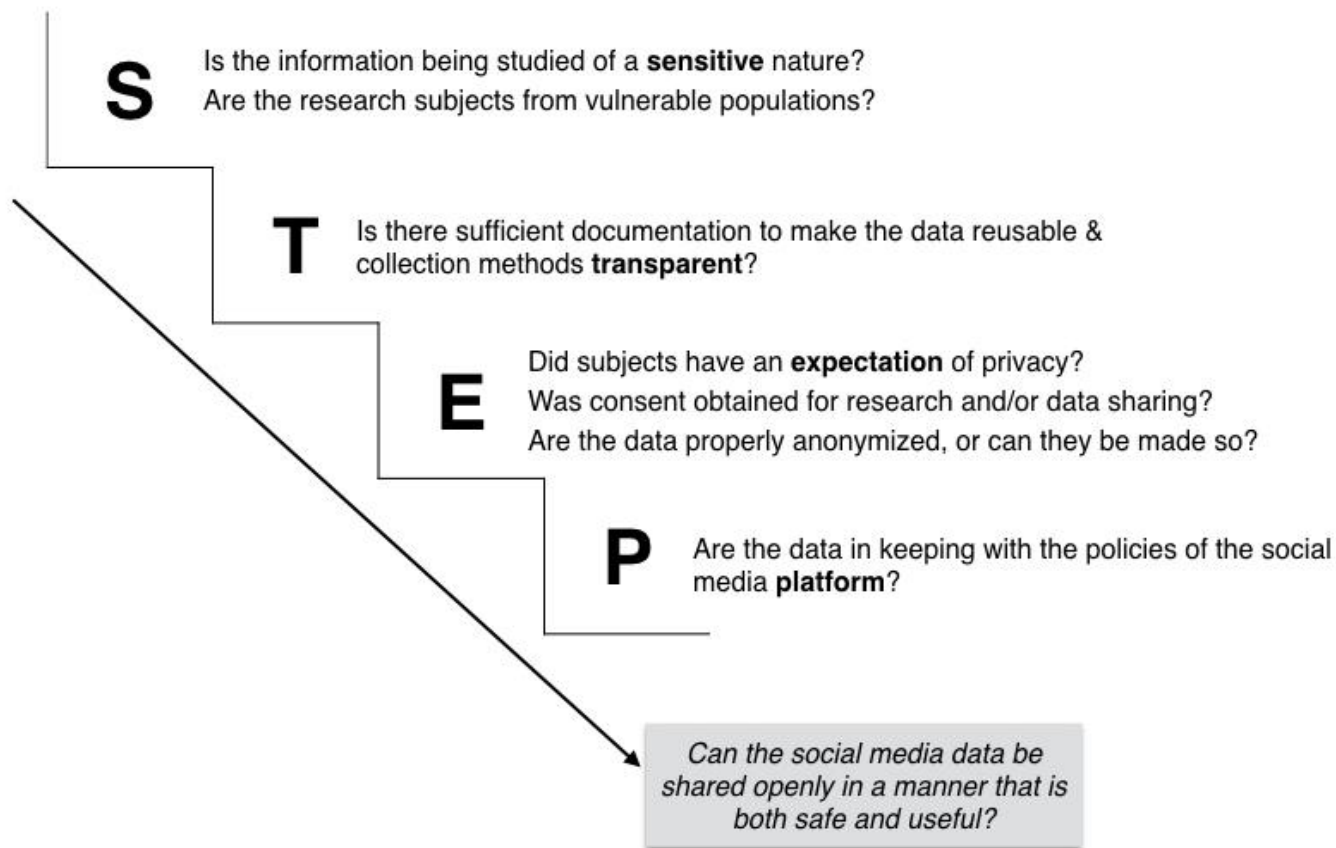 S
Is the information being studied of a sensitive nature?
Are the research subjects from vulnerable populations?
T
Is there sufficient documentation to make the data reusable &
collection methods transparent?
E
Did subjects have an expectation of privacy?
Was consent obtained for research and/or data sharing?
Are the data properly anonymized, or can they be made so?
P
Are the data in keeping with the policies of the social
media platform?
Can the social media data be
shared openly in a manner that is
both safe and useful?